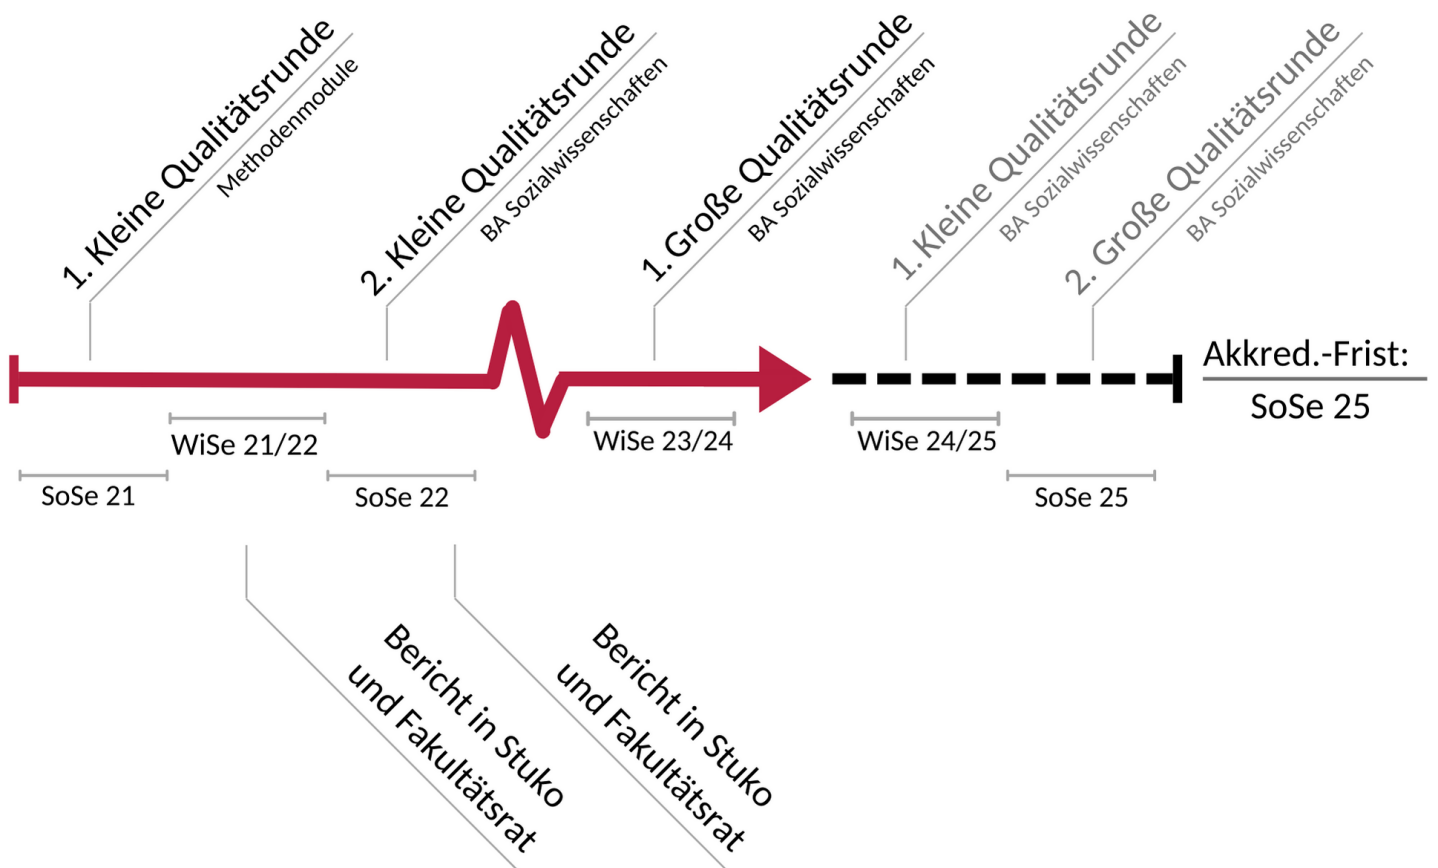 1. Kleine Qualitätsrunde
Methodenmodule
2. Kleine Qualitätsrunde
BA Sozialwissenschaften
1. Große Qualitätsrunde
BA Sozialwissenschaften
1. Kleine Qualitätsrunde
BA Sozialwissenschaften
2. Große Qualitätsrunde
BA Sozialwissenschaften
Akkred.-Frist:
SoSe 25
WiSe 21/22
WiSe 23/24
WiSe 24/25
SoSe 21
SoSe 22
SoSe 25
Bericht in Stuko
und Fakultätsrat
Bericht in Stuko
und Fakultätsrat